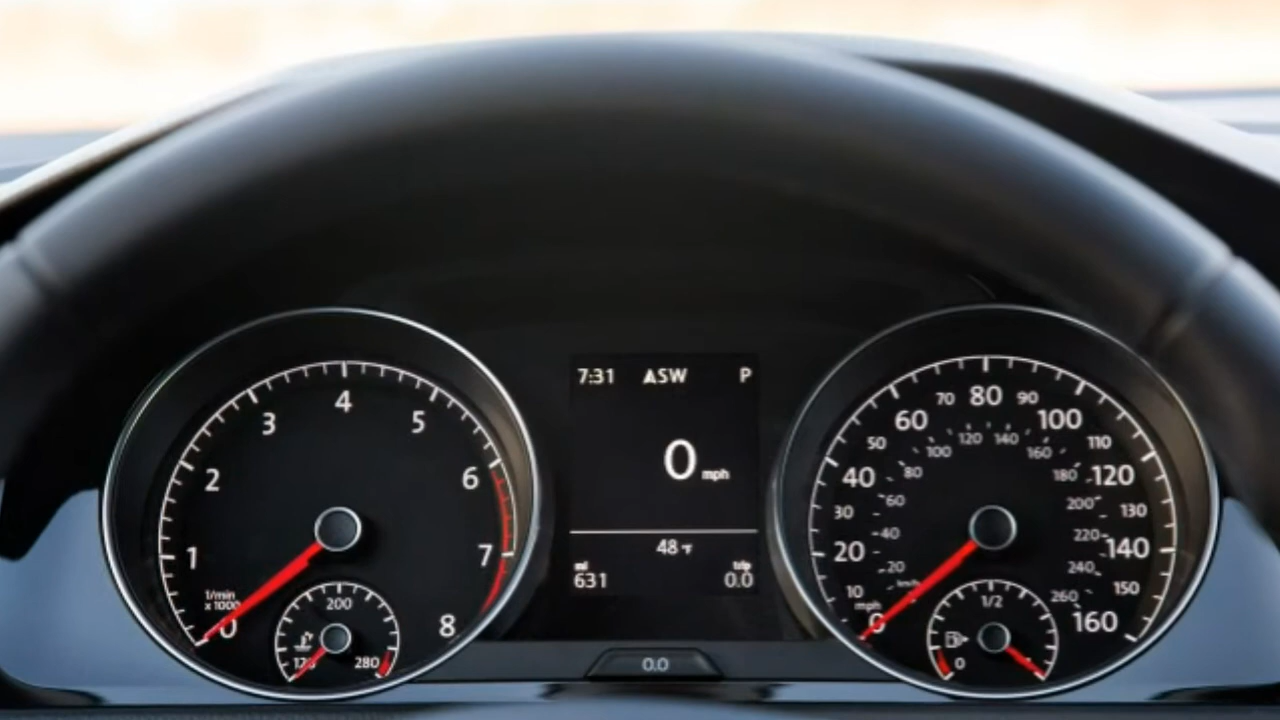 7:31 ASW P
0 mph
48°F
mi
631
trip
0.0
0.0
1/min
x 1000
0 1 2 3 4 5 6 7 8
200
280
mph
0 10 20 30 40 50 60 70 80 90 100 110 120 130 140 150 160
km/h
20 40 60 80 100 120 140 160 180 200 220 240 260
1/2
0